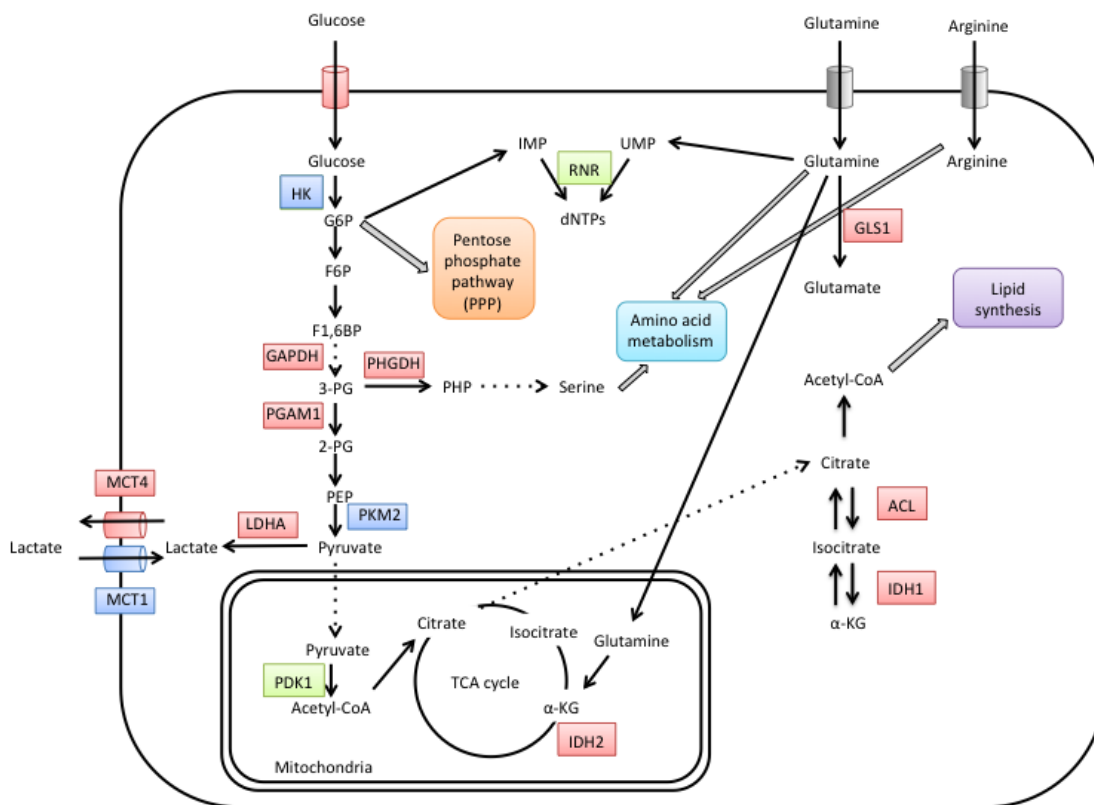 Glucose
Glutamine
Arginine
Glucose
IMP
UMP
Glutamine
Arginine
HK
RNR
G6P
dNTPs
GLS1
Pentose
phosphate
pathway
(PPP)
F6P
Glutamate
Lipid
synthesis
F1,6BP
Amino acid
metabolism
GAPDH
PHGDH
3-PG
PHP
Serine
Acetyl-CoA
PGAM1
2-PG
Citrate
MCT4
PEP
ACL
LDHA
PKM2
Lactate
Lactate
Pyruvate
Isocitrate
MCT1
IDH1
α-KG
Citrate
Isocitrate
Glutamine
Pyruvate
PDK1
TCA cycle
Acetyl-CoA
α-KG
IDH2
Mitochondria